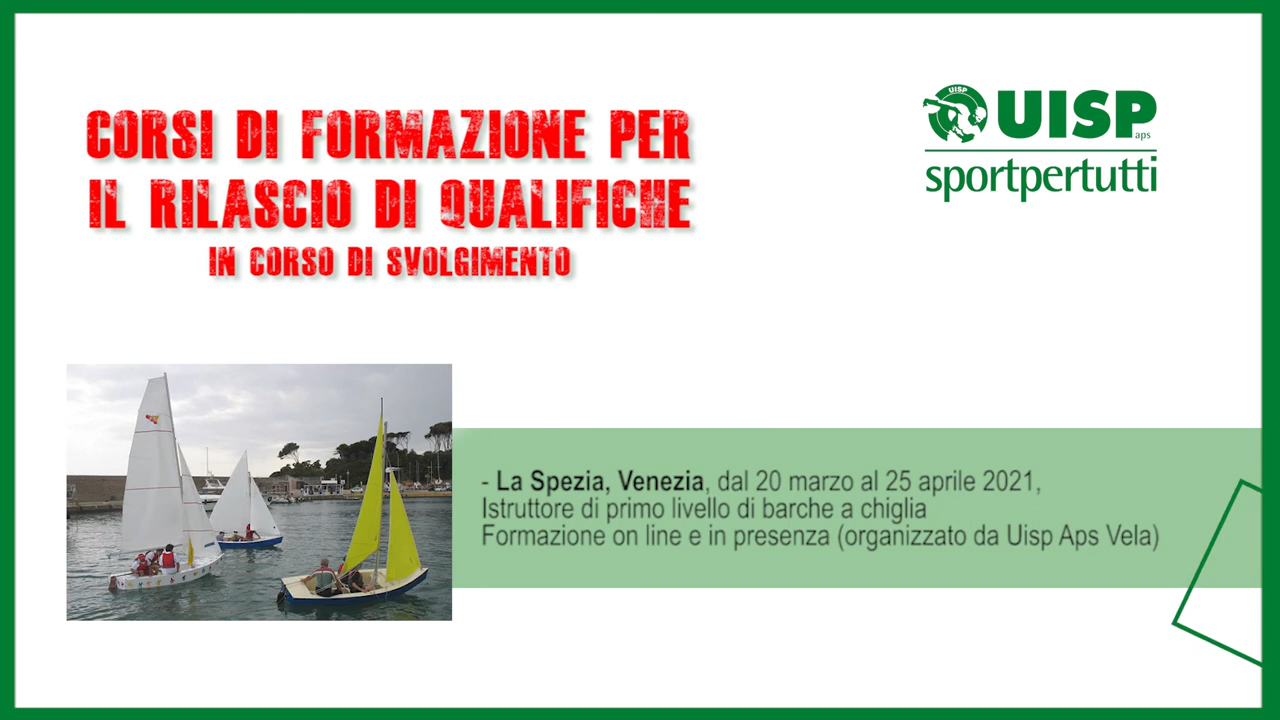 CORSI DI FORMAZIONE PER
IL RILASCIO DI QUALIFICHE
IN CORSO DI SVOLGIMENTO
UISP
UISP
aps
sportpertutti
- La Spezia, Venezia, dal 20 marzo al 25 aprile 2021,
Istruttore di primo livello di barche a chiglia
Formazione on line e in presenza (organizzato da Uisp Aps Vela)